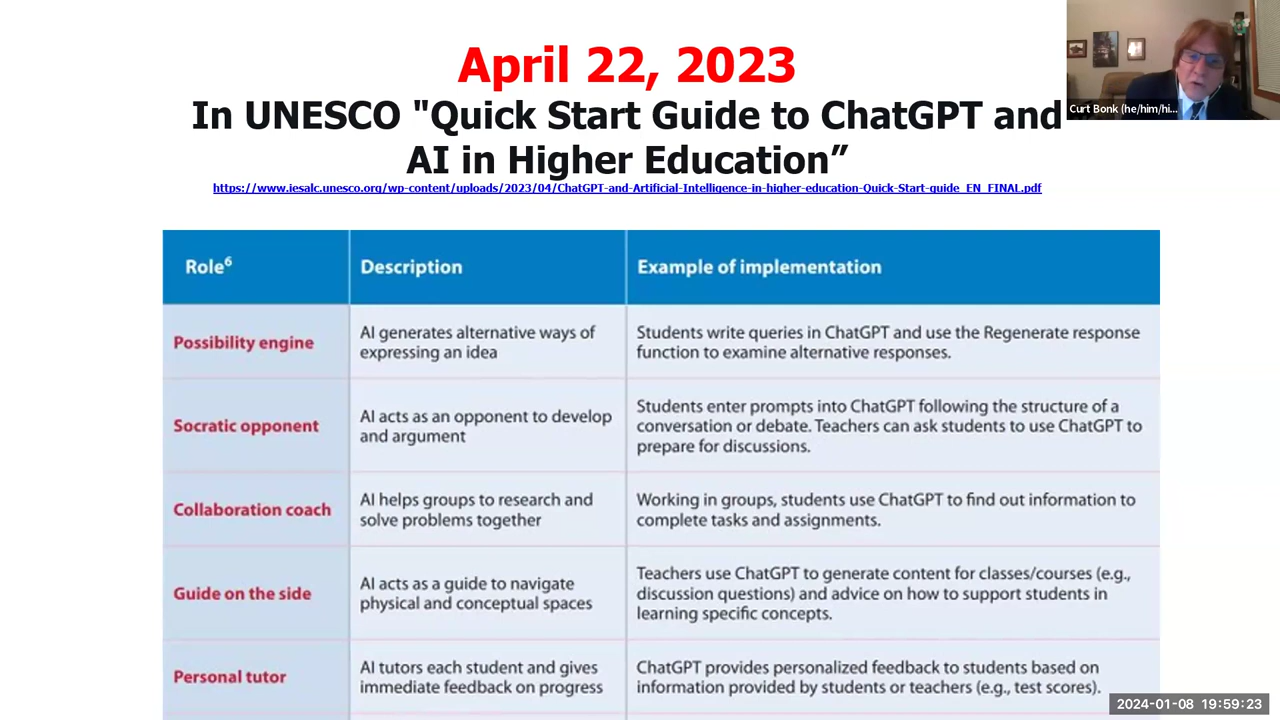 April 22, 2023
In UNESCO "Quick Start Guide to ChatGPT and
AI in Higher Education”
https://www.iesalc.unesco.org/wp-content/uploads/2023/04/ChatGPT-and-Artificial-Intelligence-in-higher-education-Quick-Start-guide_EN_FINAL.pdf
Curt Bonk (he/him/hi...
Role6
Description
Example of implementation
Possibility engine
AI generates alternative ways of
expressing an idea
Students write queries in ChatGPT and use the Regenerate response
function to examine alternative responses.
Socratic opponent
AI acts as an opponent to develop
and argument
Students enter prompts into ChatGPT following the structure of a
conversation or debate. Teachers can ask students to use ChatGPT to
prepare for discussions.
Collaboration coach
AI helps groups to research and
solve problems together
Working in groups, students use ChatGPT to find out information to
complete tasks and assignments.
Guide on the side
AI acts as a guide to navigate
physical and conceptual spaces
Teachers use ChatGPT to generate content for classes/courses (e.g.,
discussion questions) and advice on how to support students in
learning specific concepts.
Personal tutor
AI tutors each student and gives
immediate feedback on progress
ChatGPT provides personalized feedback to students based on
information provided by students or teachers (e.g., test scores).
2024-01-08 19:59:23